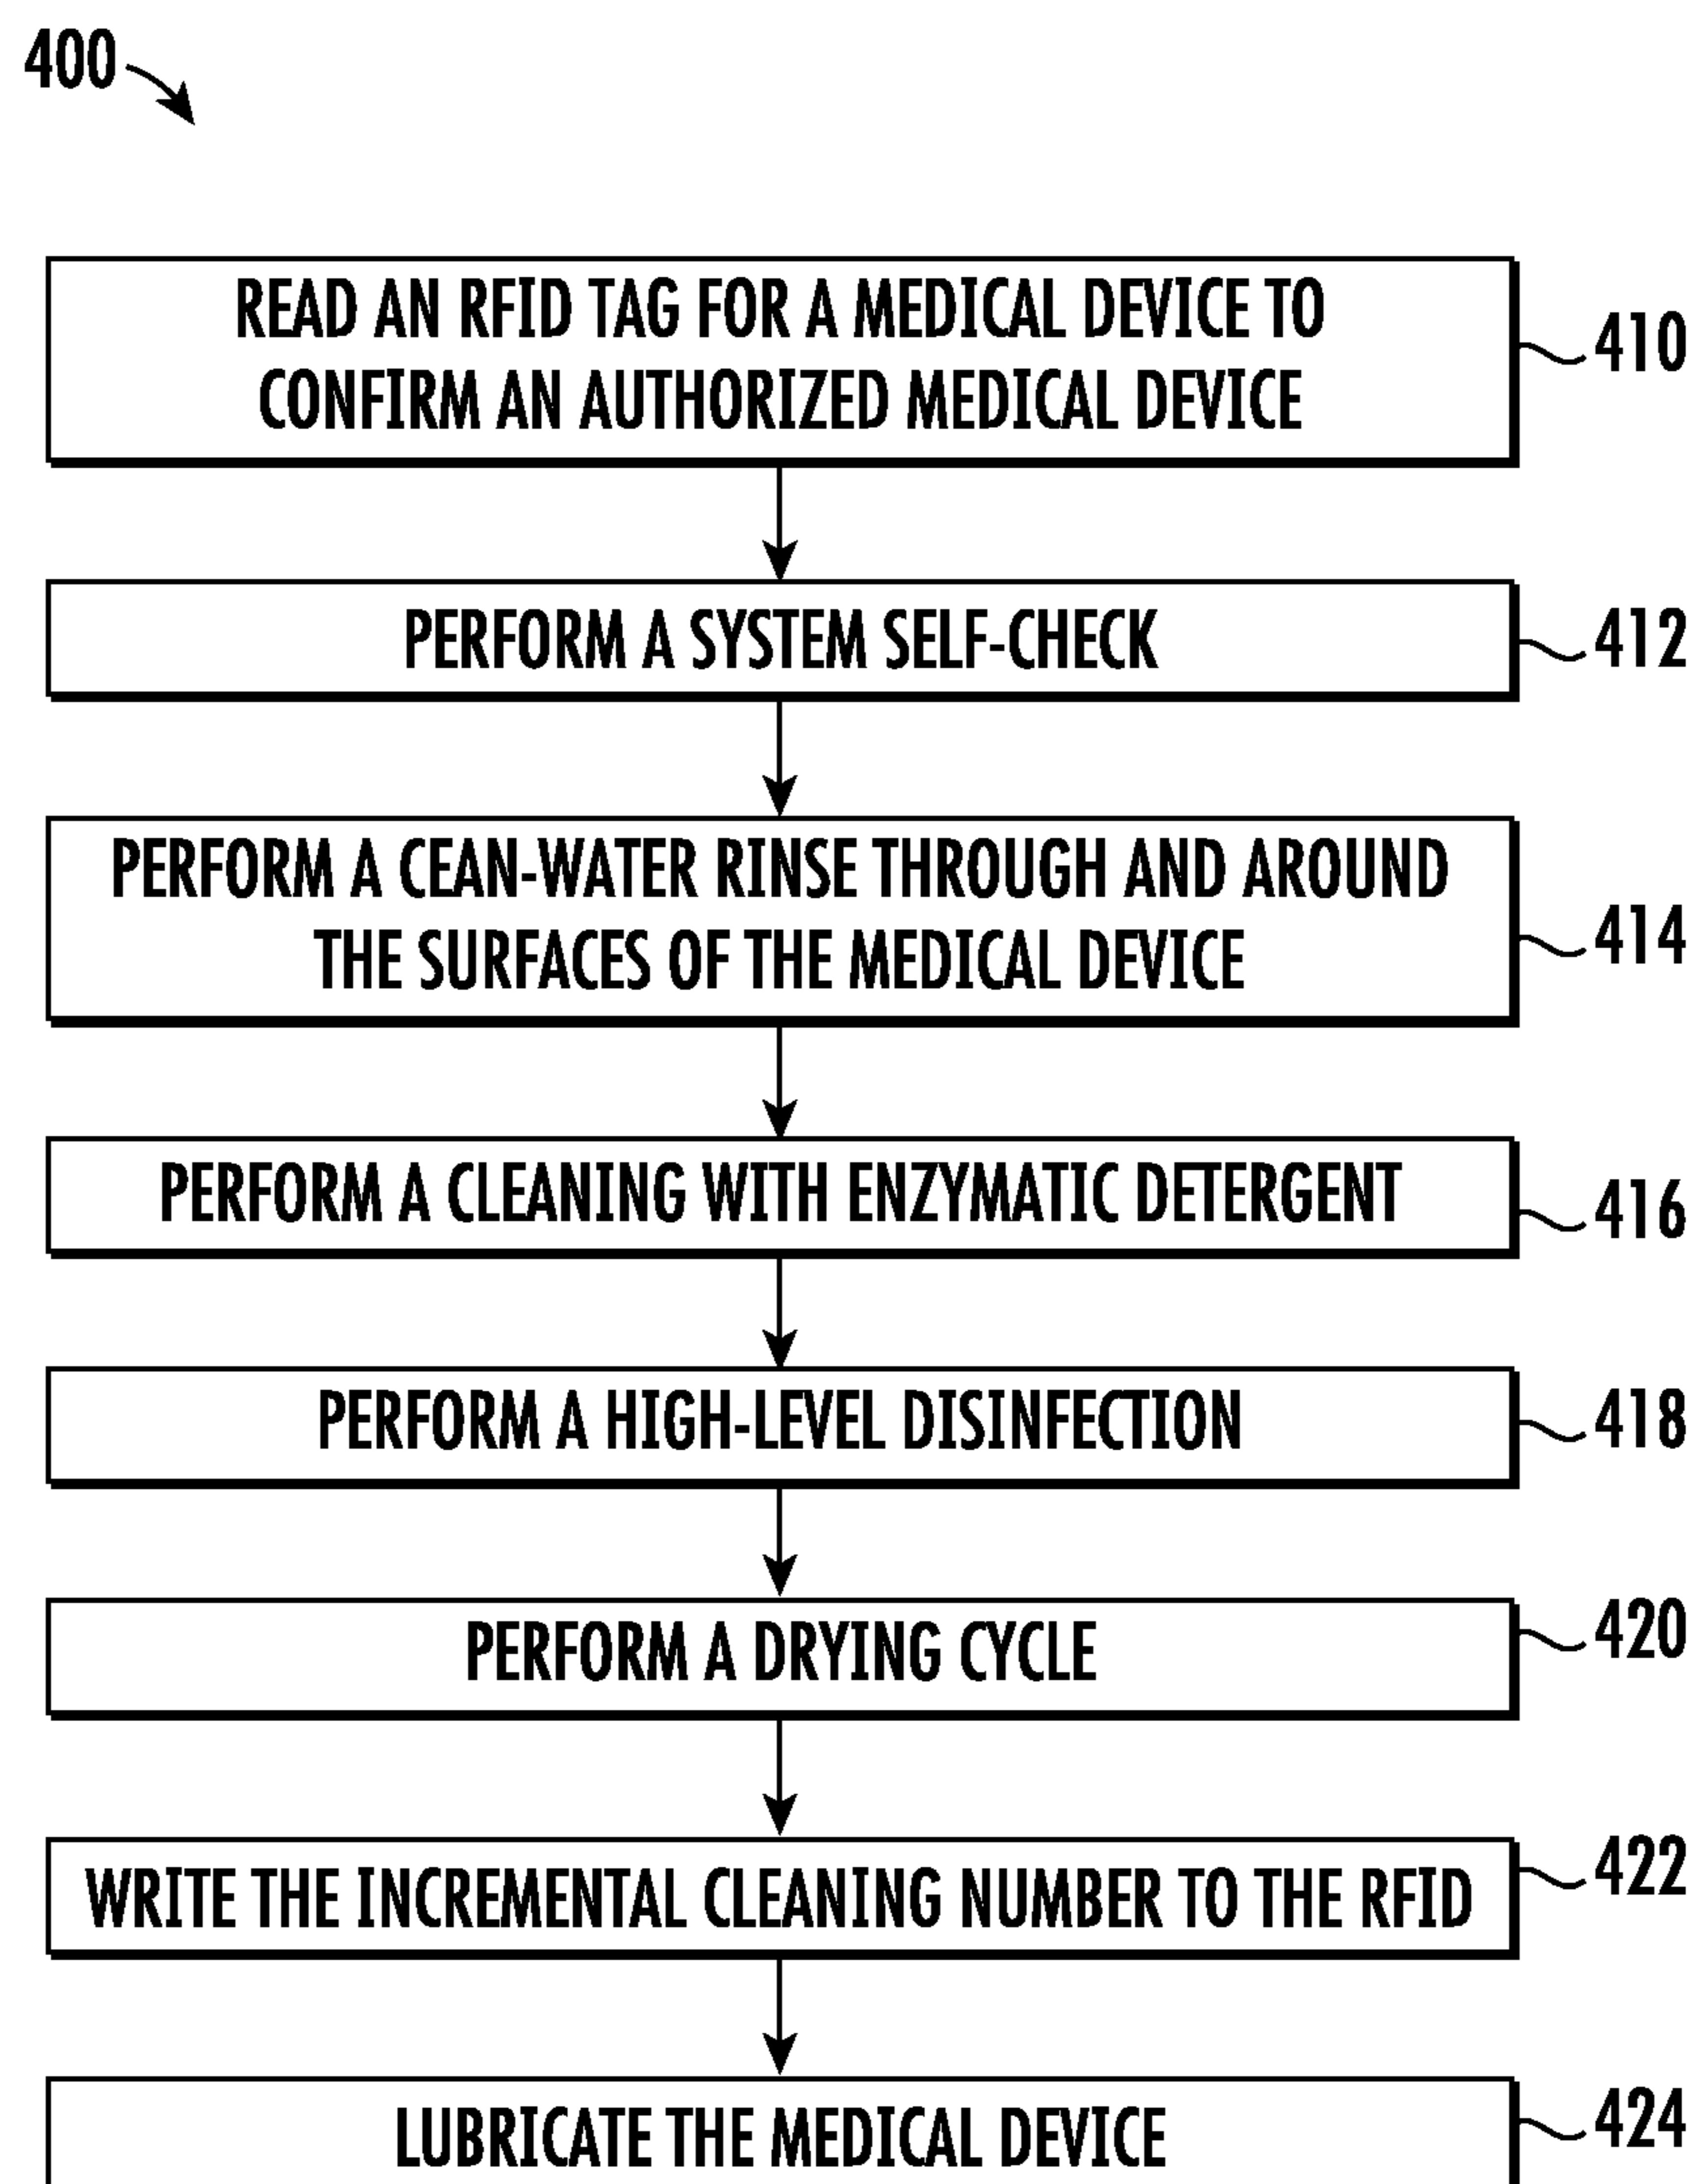 400
READ AN RFID TAG FOR A MEDICAL DEVICE TO
CONFIRM AN AUTHORIZED MEDICAL DEVICE
410
PERFORM A SYSTEM SELF-CHECK
412
PERFORM A CEAN-WATER RINSE THROUGH AND AROUND
THE SURFACES OF THE MEDICAL DEVICE
414
PERFORM A CLEANING WITH ENZYMATIC DETERGENT
416
PERFORM A HIGH-LEVEL DISINFECTION
418
PERFORM A DRYING CYCLE
420
WRITE THE INCREMENTAL CLEANING NUMBER TO THE RFID
422
LUBRICATE THE MEDICAL DEVICE
424